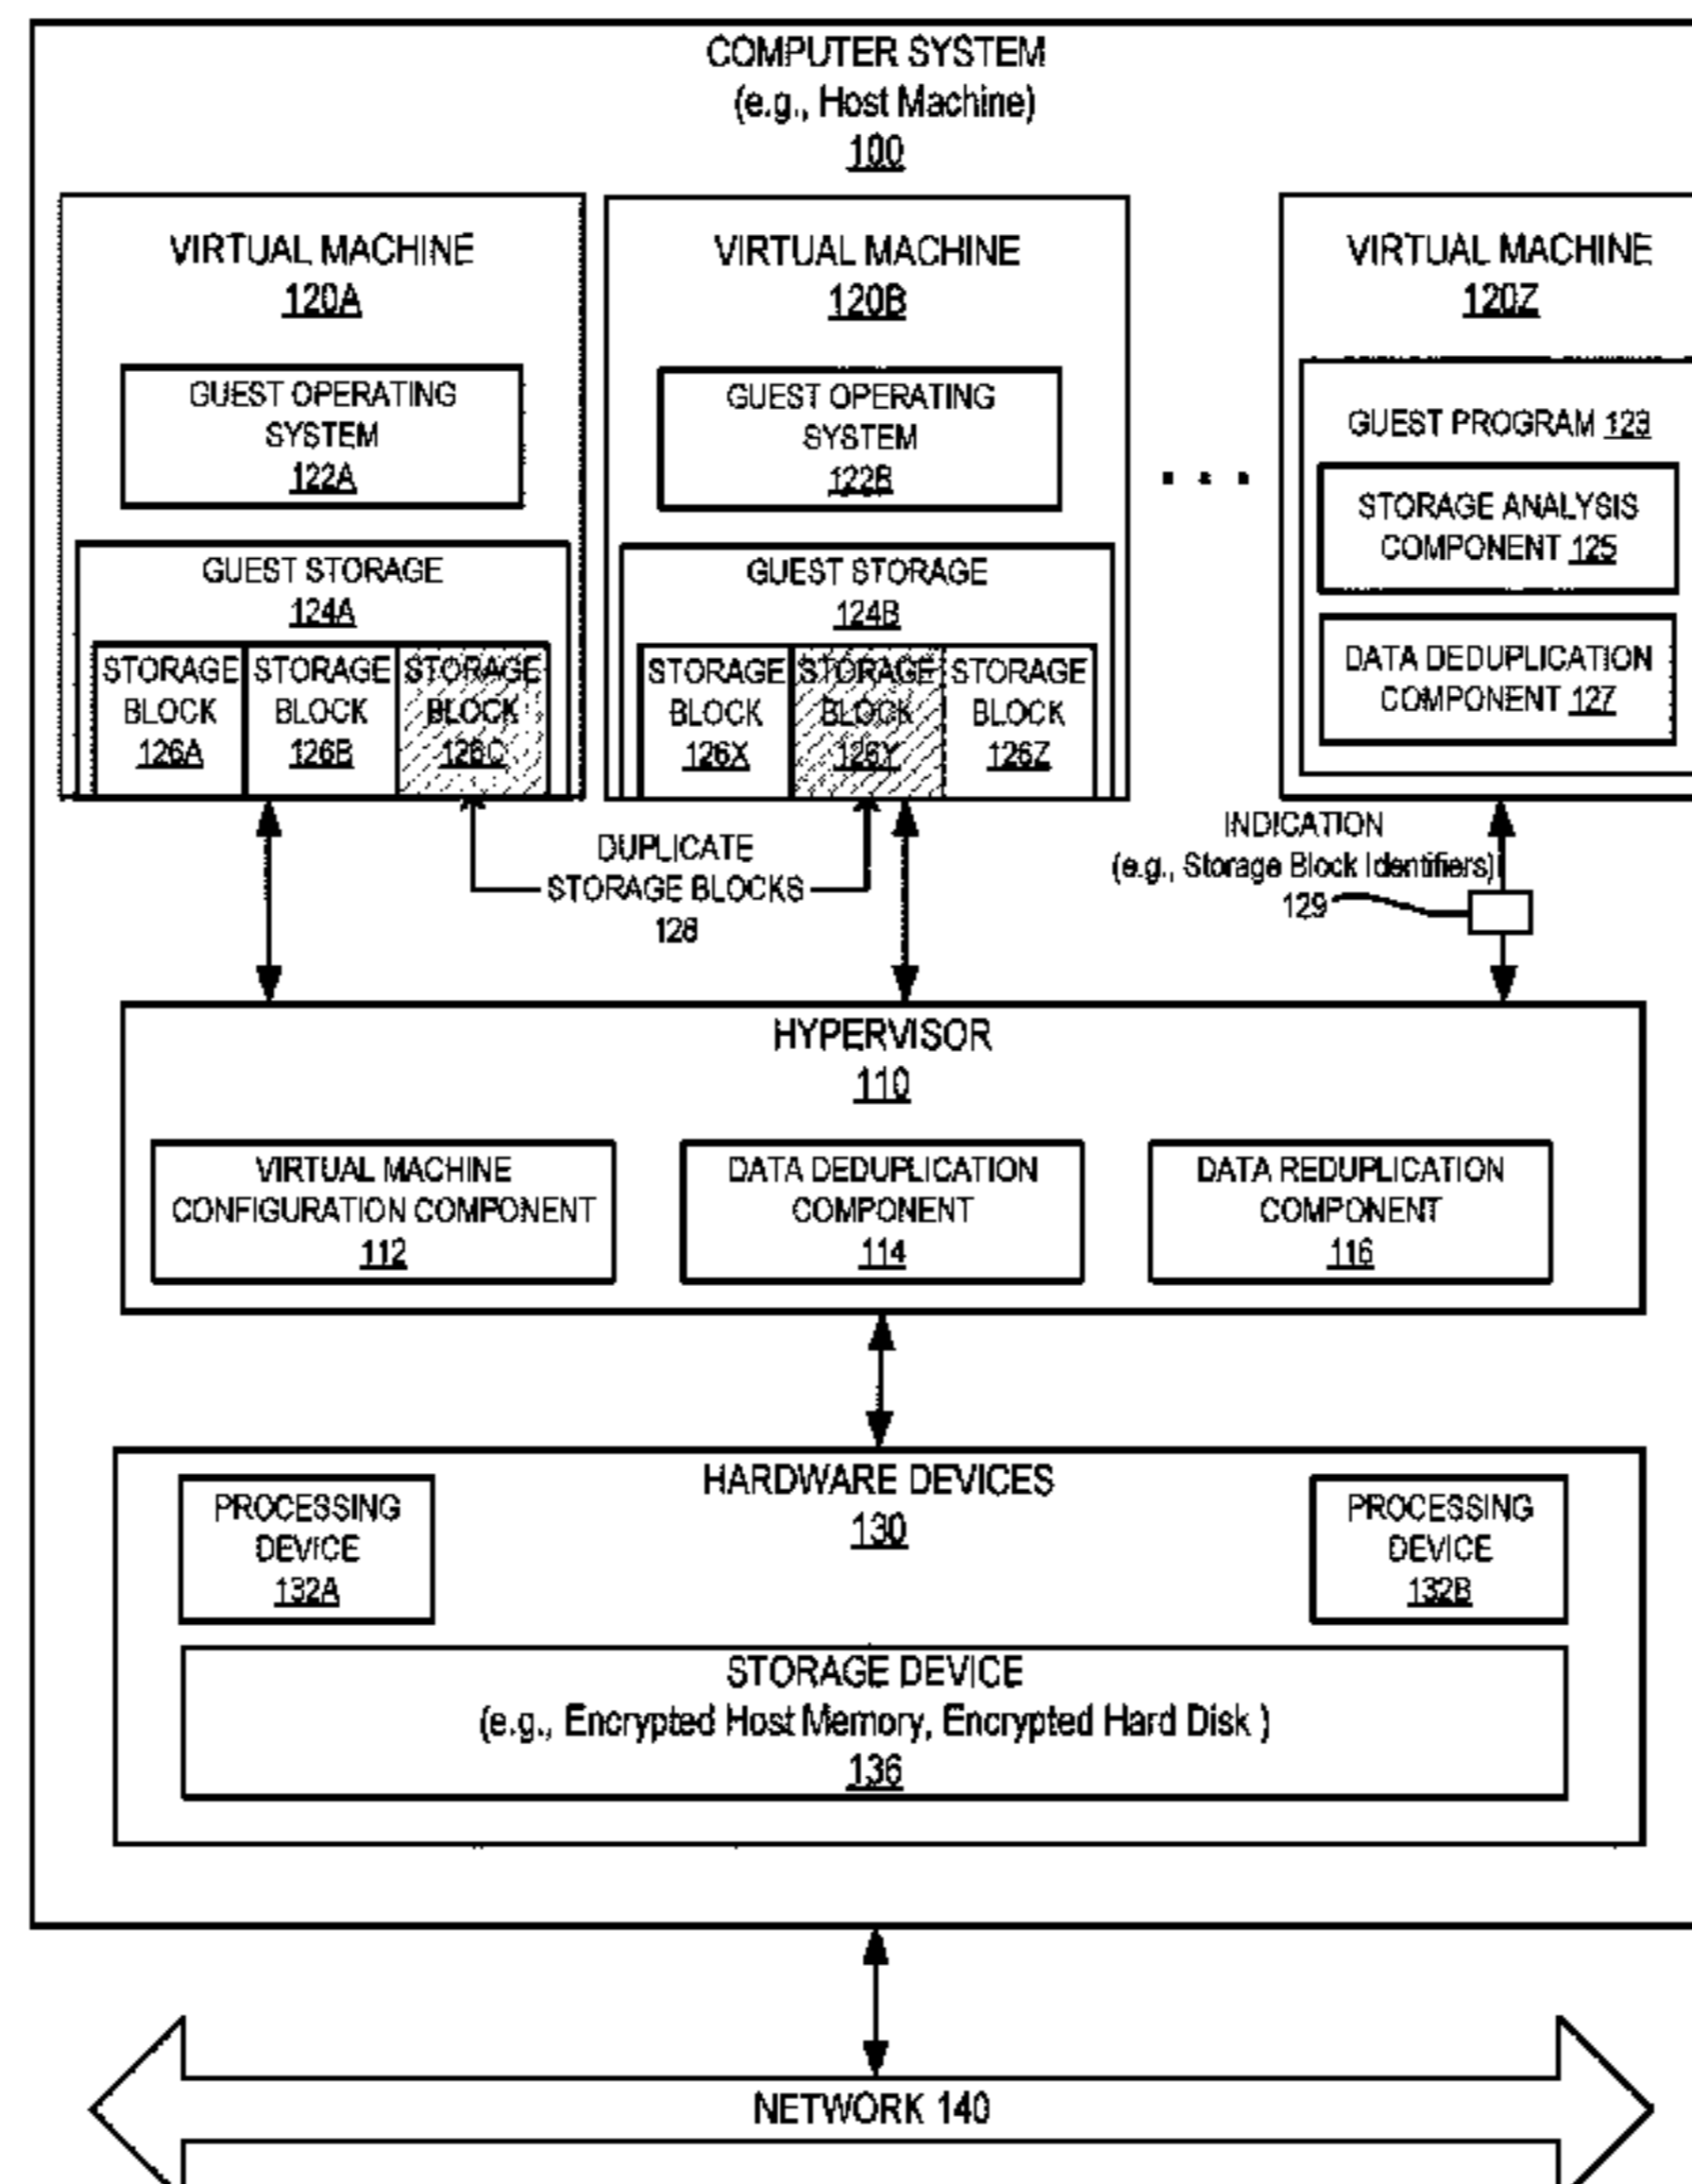 COMPUTER SYSTEM
(e.g., Host Machine)
100
VIRTUAL MACHINE
120A
GUEST OPERATING
SYSTEM
122A
GUEST STORAGE
124A
STORAGE
BLOCK
126A
STORAGE
BLOCK
126B
STORAGE
BLOCK
126C
VIRTUAL MACHINE
120B
GUEST OPERATING
SYSTEM
122B
GUEST STORAGE
124B
STORAGE
BLOCK
126X
STORAGE
BLOCK
126Y
STORAGE
BLOCK
126Z
. . .
VIRTUAL MACHINE
120Z
GUEST PROGRAM 123
STORAGE ANALYSIS
COMPONENT 125
DATA DEDUPLICATION
COMPONENT 127
DUPLICATE
STORAGE BLOCKS
128
INDICATION
(e.g., Storage Block Identifiers)
129
HYPERVISOR
110
VIRTUAL MACHINE
CONFIGURATION COMPONENT
112
DATA DEDUPLICATION
COMPONENT
114
DATA REDUPLICATION
COMPONENT
116
HARDWARE DEVICES
130
PROCESSING
DEVICE
132A
PROCESSING
DEVICE
132B
STORAGE DEVICE
(e.g., Encrypted Host Memory, Encrypted Hard Disk )
136
NETWORK 140